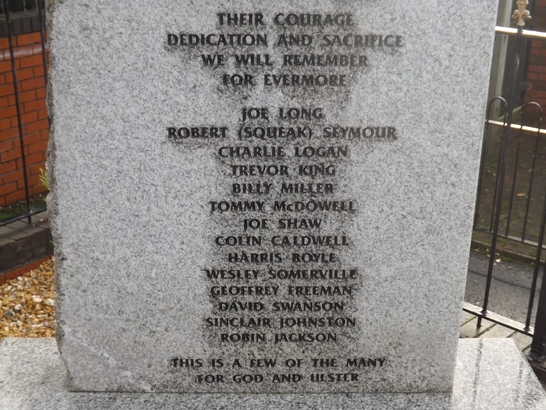 THEIR COURAGE
DEDICATION AND SACRIFICE
WE WILL REMEMBER
FOR EVERMORE
JOE LONG
ROBERT (SQUEAK) SEYMOUR
CHARLIE LOGAN
TREVOR KING
BILLY MILLER
TOMMY McDOWELL
JOE SHAW
COLIN CALDWELL
HARRIS BOYLE
WESLEY SOMERVILLE
GEOFFREY FREEMAN
DAVID SWANSON
SINCLAIR JOHNSTON
ROBIN JACKSON
THIS IS A FEW OF THE MANY
FOR GOD AND ULSTER